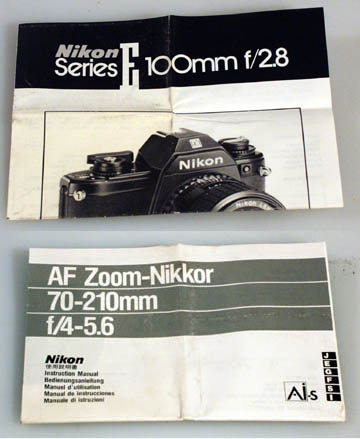 Nikon
Series E 100mm f/2.8
Nikon
AF Zoom-Nikkor
70-210mm
f/4-5.6
Nikon
使用説明書
Instruction Manual
Bedienungsanleitung
Manuel d'utilisation
Manual de instrucciones
Manuale di istruzioni
Ai-s
J
E
G
F
S
I